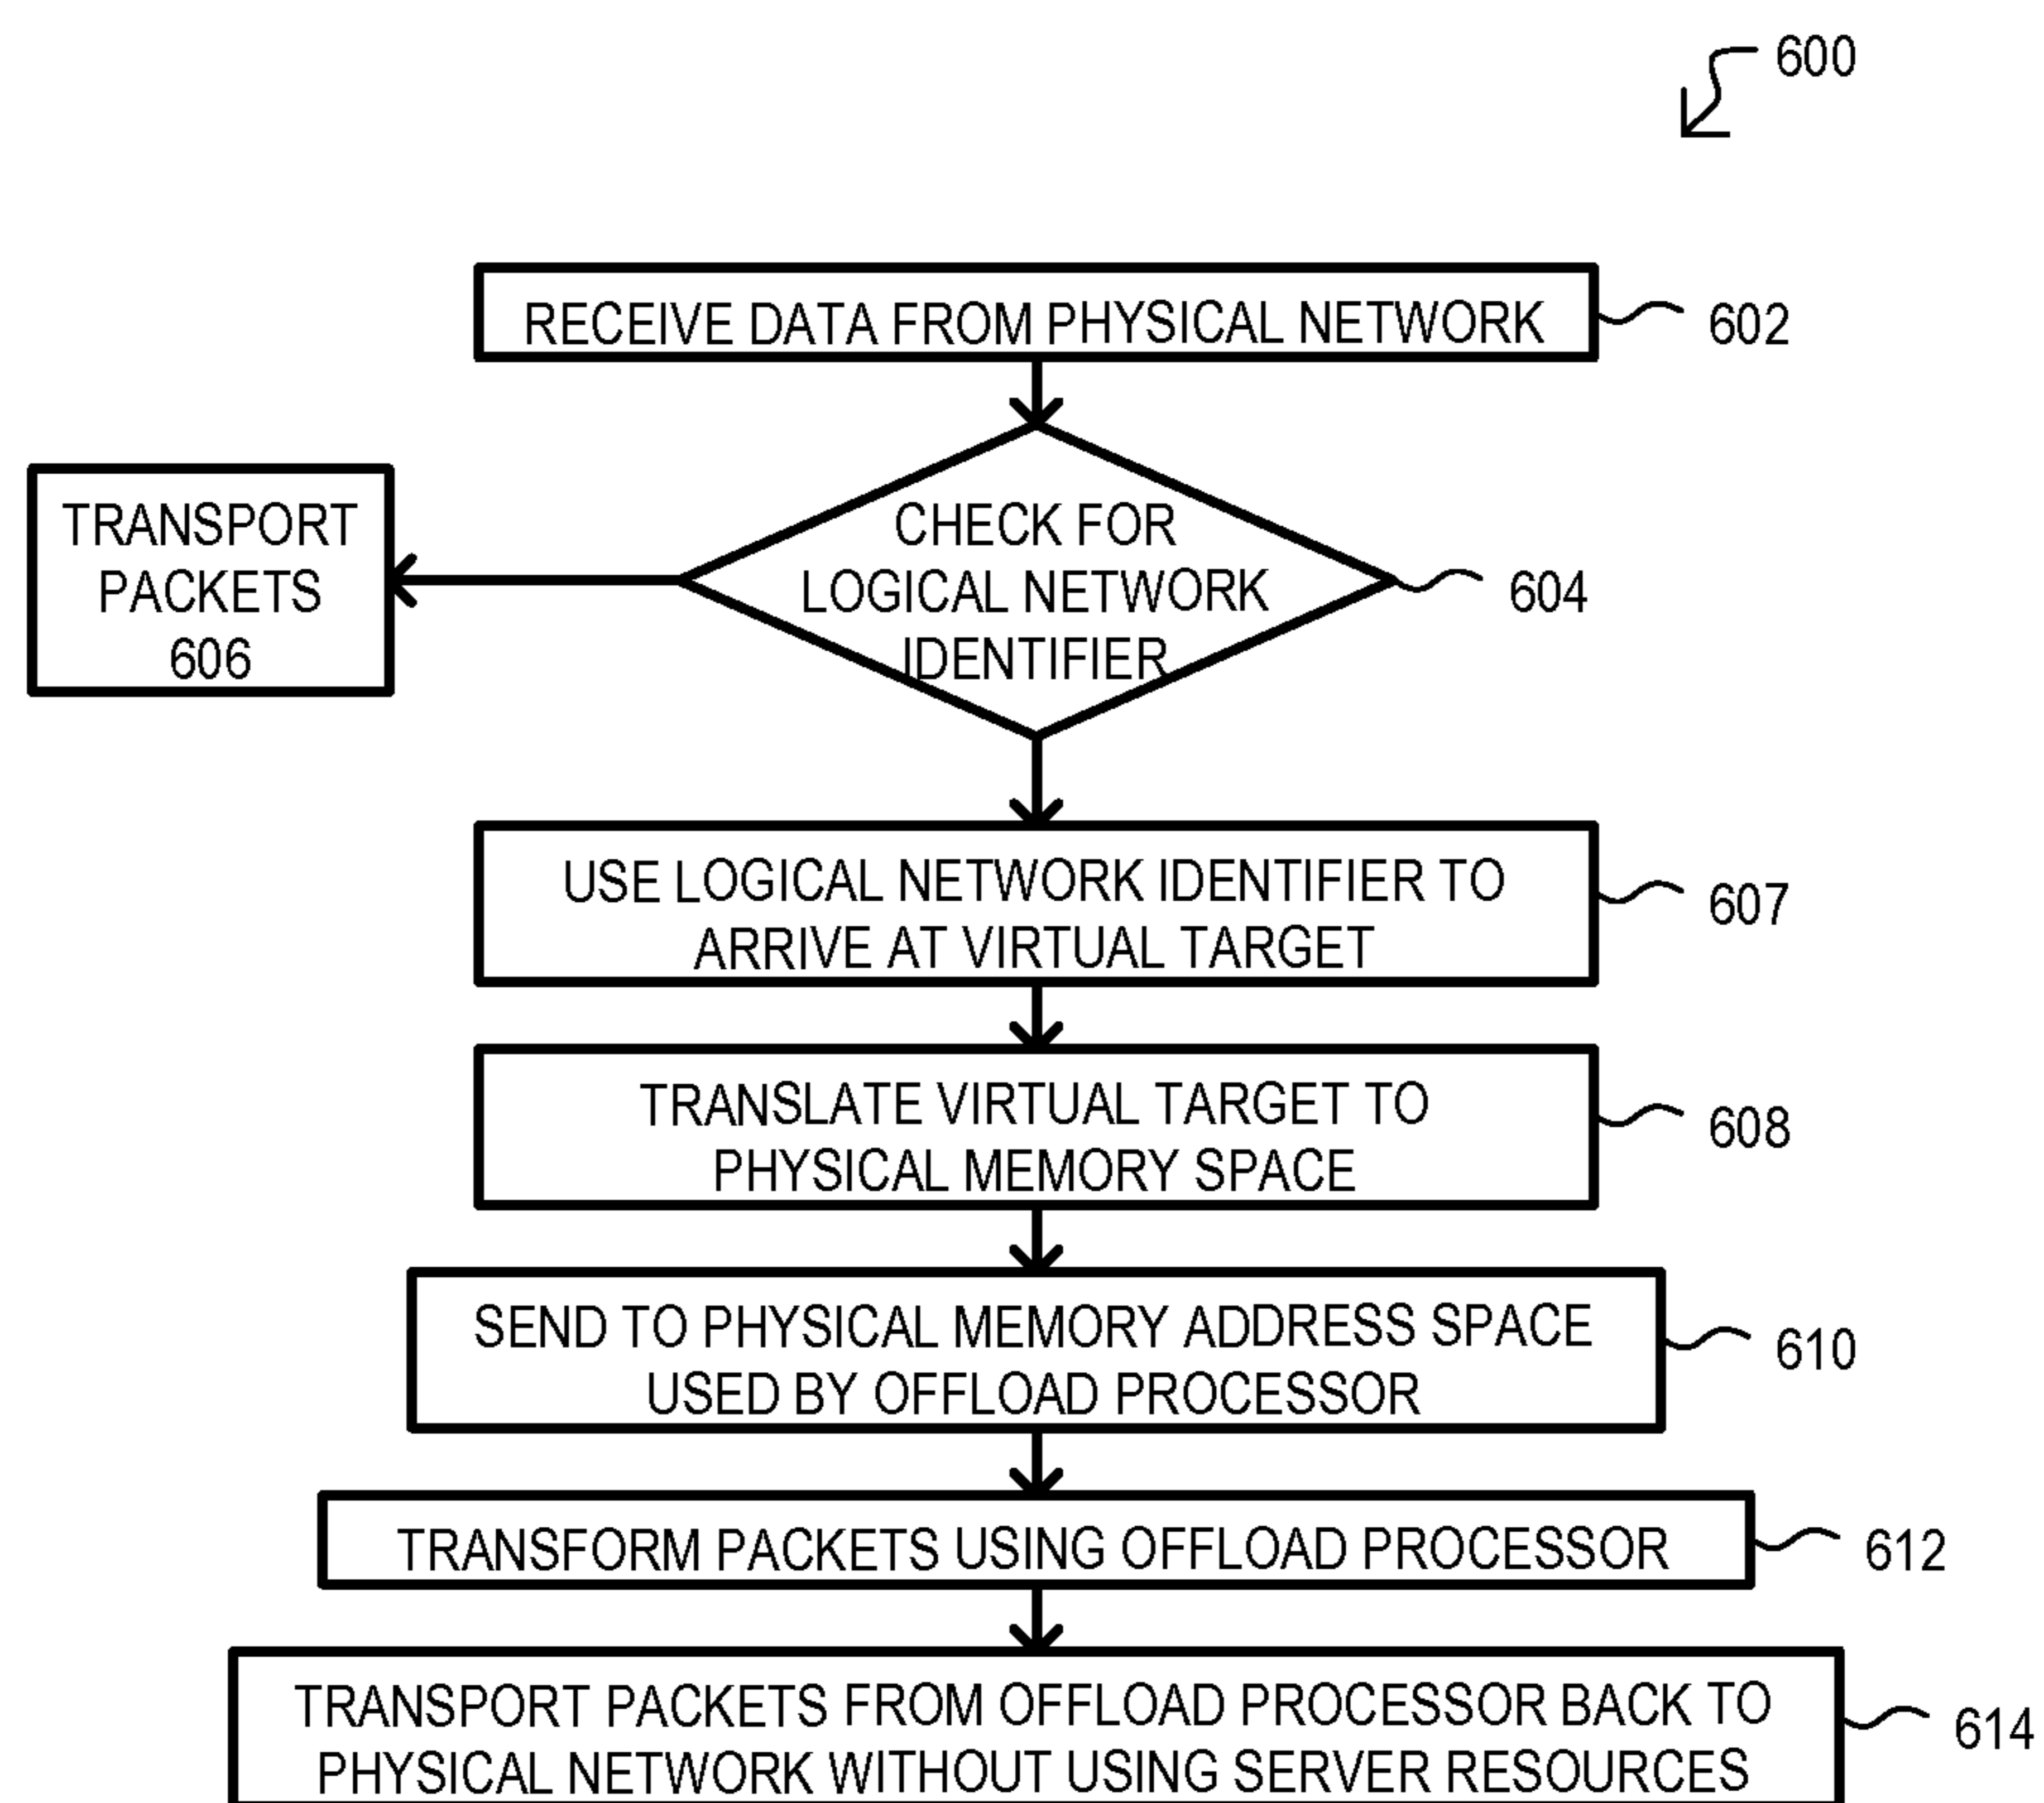 600
RECEIVE DATA FROM PHYSICAL NETWORK
602
CHECK FOR
LOGICAL NETWORK
IDENTIFIER
604
TRANSPORT
PACKETS
606
USE LOGICAL NETWORK IDENTIFIER TO
ARRIVE AT VIRTUAL TARGET
607
TRANSLATE VIRTUAL TARGET TO
PHYSICAL MEMORY SPACE
608
SEND TO PHYSICAL MEMORY ADDRESS SPACE
USED BY OFFLOAD PROCESSOR
610
TRANSFORM PACKETS USING OFFLOAD PROCESSOR
612
TRANSPORT PACKETS FROM OFFLOAD PROCESSOR BACK TO
PHYSICAL NETWORK WITHOUT USING SERVER RESOURCES
614